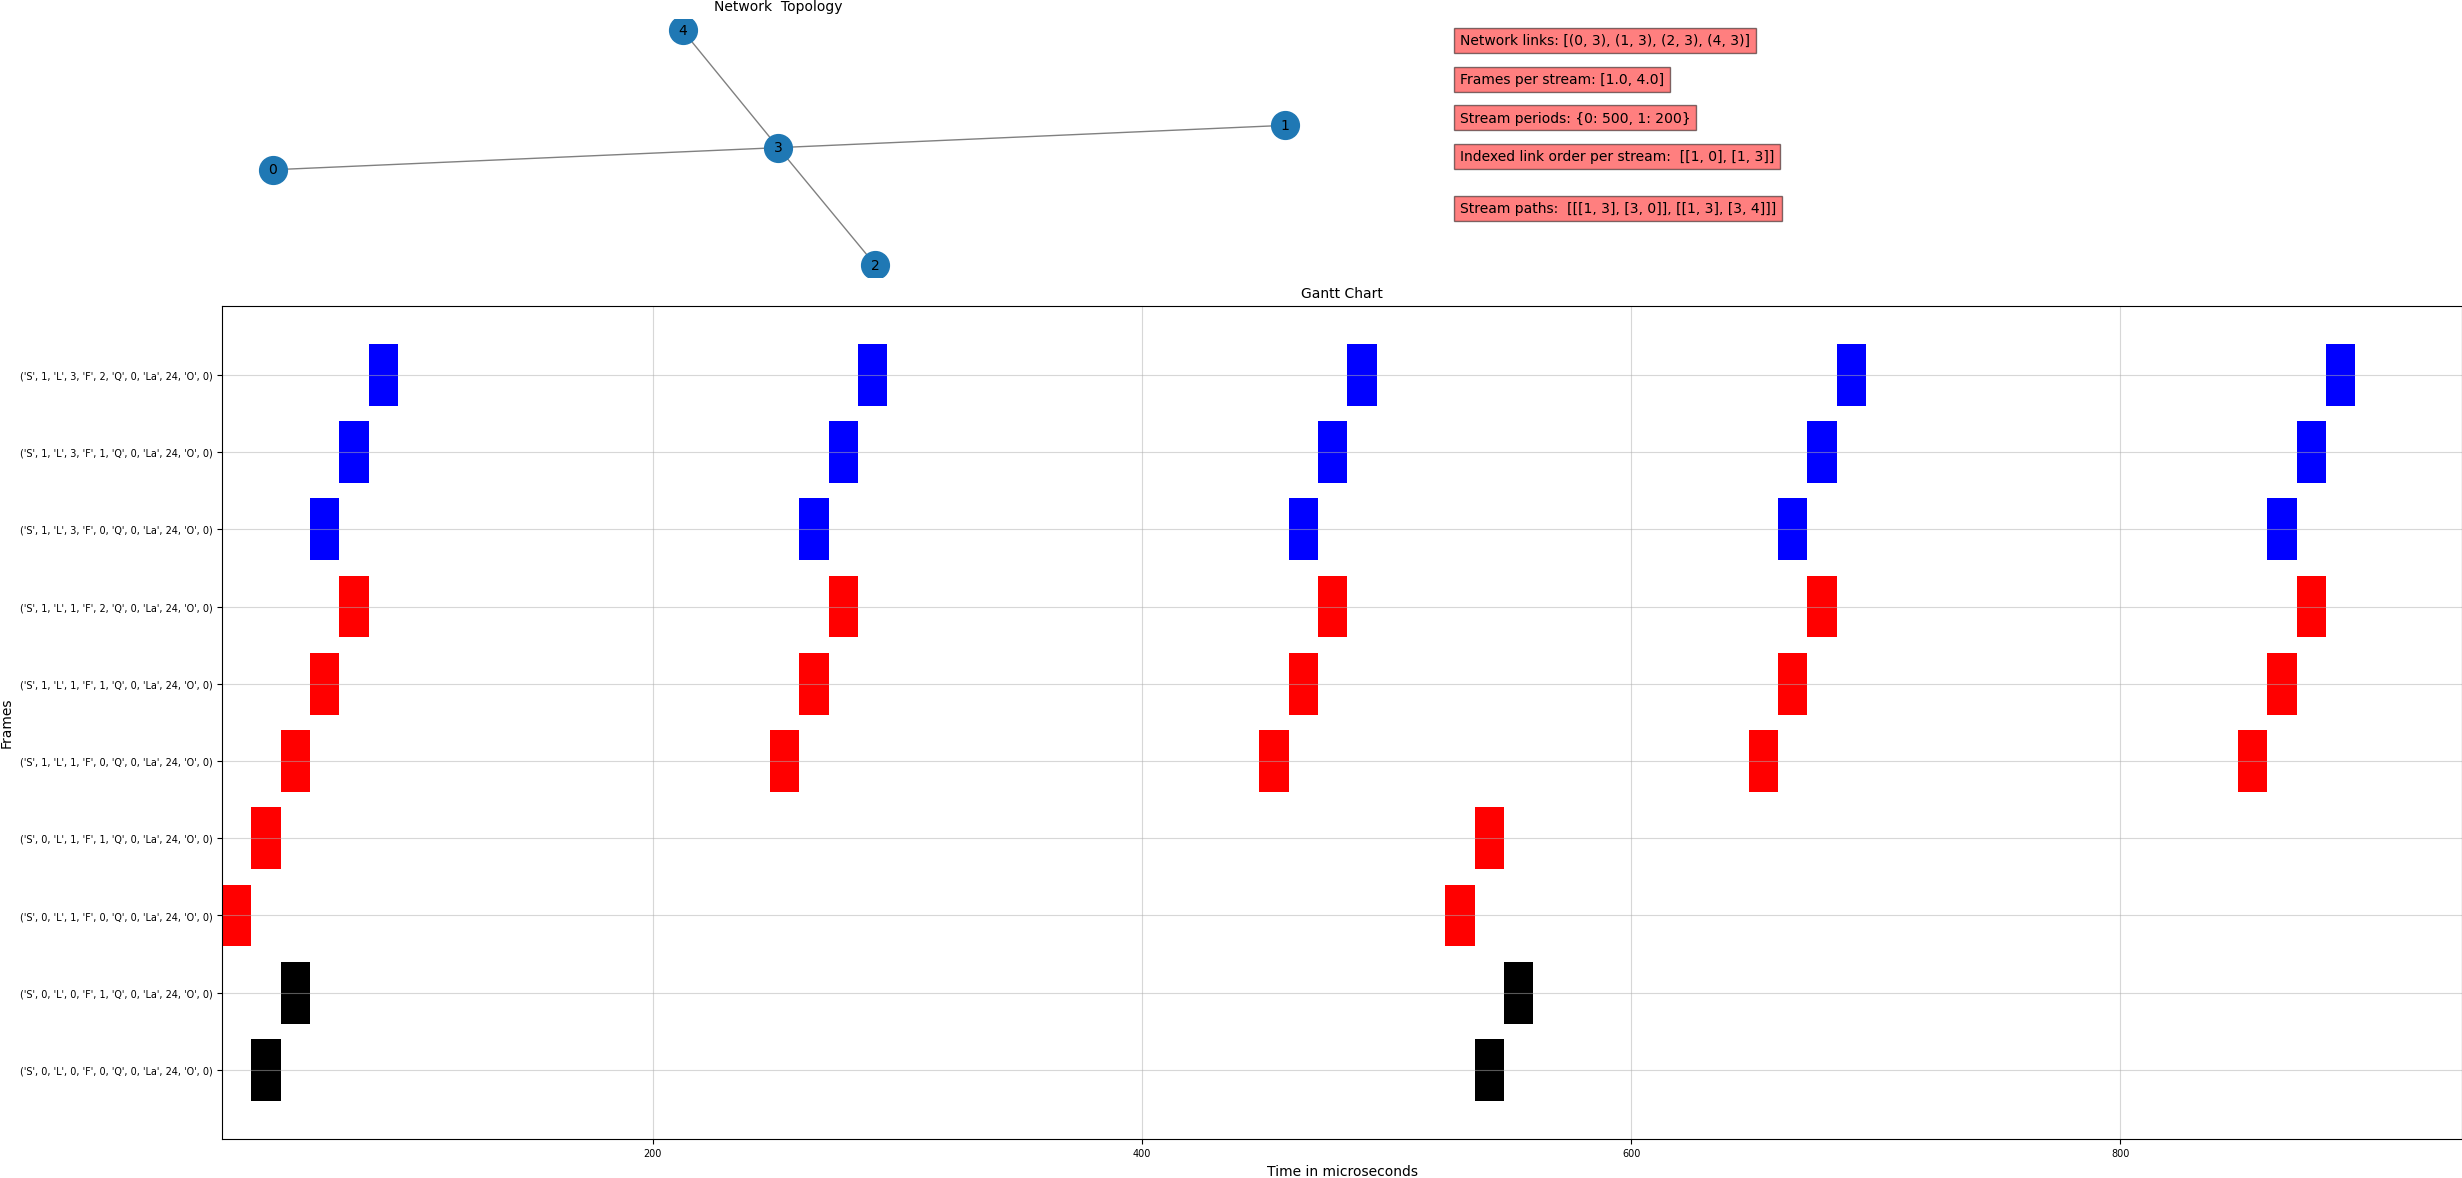 Network  Topology
4
1
3
0
2
Network links: [(0, 3), (1, 3), (2, 3), (4, 3)]
Frames per stream: [1.0, 4.0]
Stream periods: {0: 500, 1: 200}
Indexed link order per stream:  [[1, 0], [1, 3]]
Stream paths:  [[[1, 3], [3, 0]], [[1, 3], [3, 4]]]
Gantt Chart
('S', 1, 'L', 3, 'F', 2, 'Q', 0, 'La', 24, 'O', 0)
('S', 1, 'L', 3, 'F', 1, 'Q', 0, 'La', 24, 'O', 0)
('S', 1, 'L', 3, 'F', 0, 'Q', 0, 'La', 24, 'O', 0)
('S', 1, 'L', 1, 'F', 2, 'Q', 0, 'La', 24, 'O', 0)
('S', 1, 'L', 1, 'F', 1, 'Q', 0, 'La', 24, 'O', 0)
('S', 1, 'L', 1, 'F', 0, 'Q', 0, 'La', 24, 'O', 0)
('S', 0, 'L', 1, 'F', 1, 'Q', 0, 'La', 24, 'O', 0)
('S', 0, 'L', 1, 'F', 0, 'Q', 0, 'La', 24, 'O', 0)
('S', 0, 'L', 0, 'F', 1, 'Q', 0, 'La', 24, 'O', 0)
('S', 0, 'L', 0, 'F', 0, 'Q', 0, 'La', 24, 'O', 0)
Frames
200 400 600 800
Time in microseconds